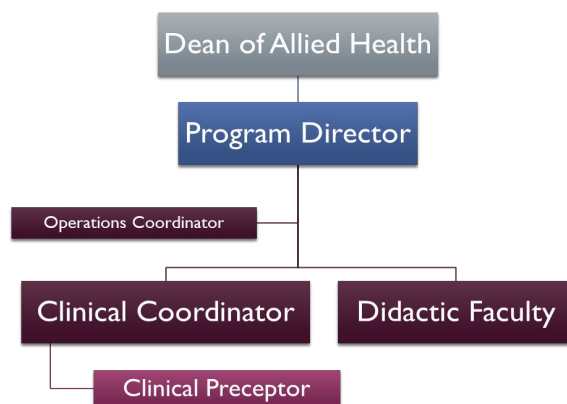 Dean of Allied Health
Program Director
Operations Coordinator
Clinical Coordinator
Didactic Faculty
Clinical Preceptor